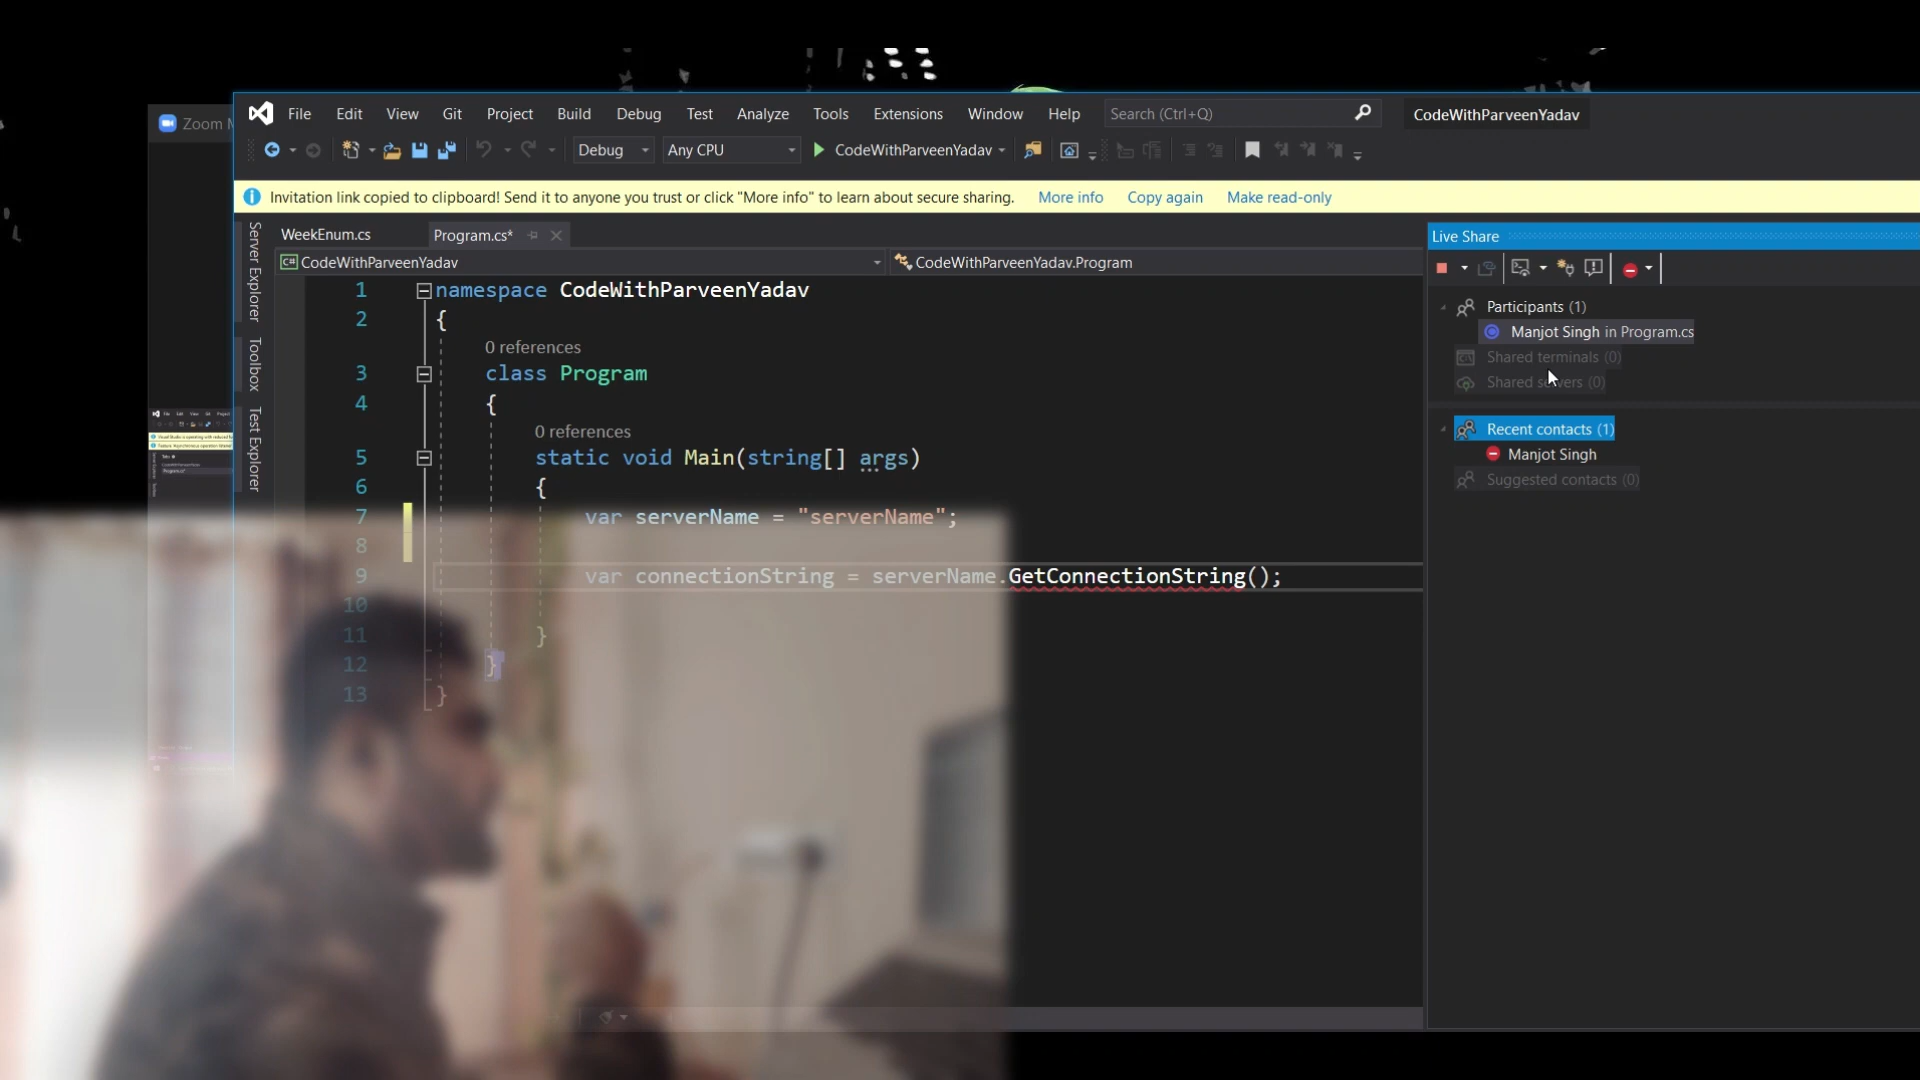 Zoom M
File Edit View Git Project Build Debug Test Analyze Tools Extensions Window Help Search (Ctrl+Q) CodeWithParveenYadav
Debug Any CPU CodeWithParveenYadav
Invitation link copied to clipboard! Send it to anyone you trust or click "More info" to learn about secure sharing. More info Copy again Make read-only
Server Explorer
Toolbox
Test Explorer
WeekEnum.cs Program.cs*
CodeWithParveenYadav CodeWithParveenYadav.Program
1 namespace CodeWithParveenYadav
2 {
0 references
3 class Program
4 {
0 references
5 static void Main(string[] args)
6 {
7 var serverName = "serverName";
8
9 var connectionString = serverName.GetConnectionString();
10
11 }
12 }
13 }
Live Share
Participants (1)
Manjot Singh in Program.cs
Shared terminals (0)
Shared servers (0)
Recent contacts (1)
Manjot Singh
Suggested contacts (0)